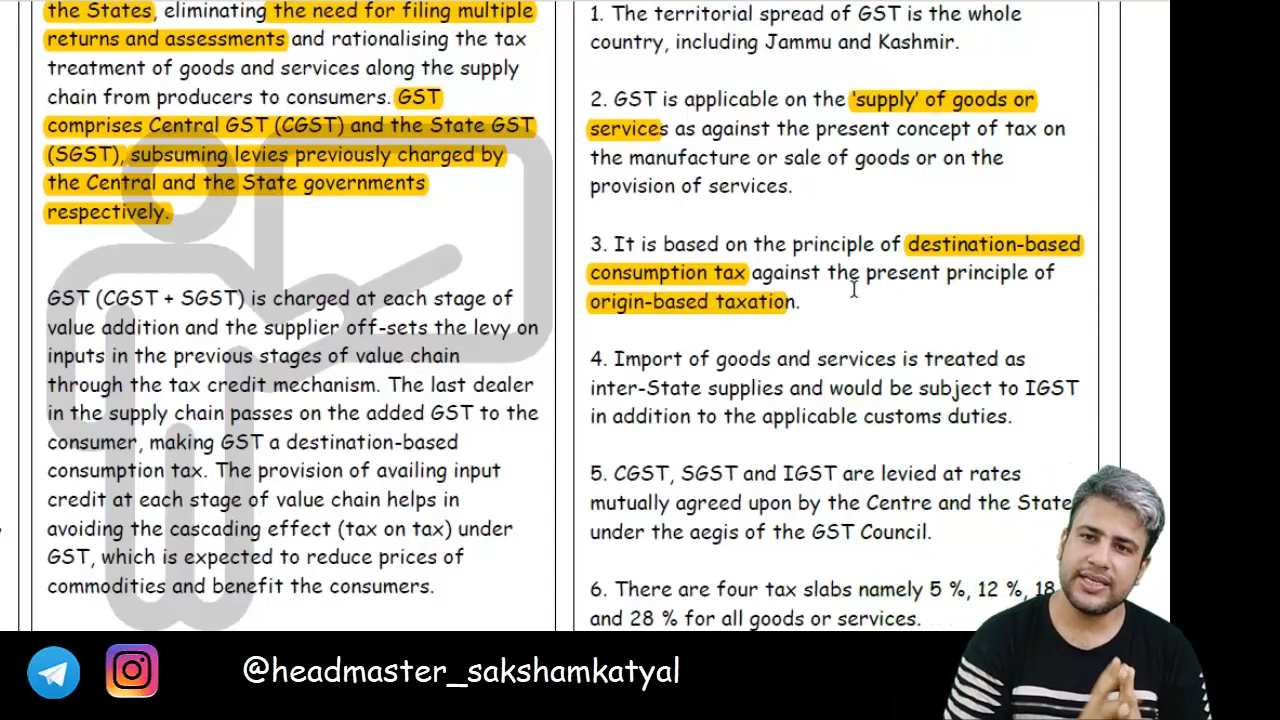 the States, eliminating the need for filing multiple
returns and assessments and rationalising the tax
treatment of goods and services along the supply
chain from producers to consumers. GST
comprises Central GST (CGST) and the State GST
(SGST), subsuming levies previously charged by
the Central and the State governments
respectively.
GST (CGST + SGST) is charged at each stage of
value addition and the supplier off-sets the levy on
inputs in the previous stages of value chain
through the tax credit mechanism. The last dealer
in the supply chain passes on the added GST to the
consumer, making GST a destination-based
consumption tax. The provision of availing input
credit at each stage of value chain helps in
avoiding the cascading effect (tax on tax) under
GST, which is expected to reduce prices of
commodities and benefit the consumers.
1. The territorial spread of GST is the whole
country, including Jammu and Kashmir.
2. GST is applicable on the 'supply' of goods or
services as against the present concept of tax on
the manufacture or sale of goods or on the
provision of services.
3. It is based on the principle of destination-based
consumption tax against the present principle of
origin-based taxation.
4. Import of goods and services is treated as
inter-State supplies and would be subject to IGST
in addition to the applicable customs duties.
5. CGST, SGST and IGST are levied at rates
mutually agreed upon by the Centre and the State
under the aegis of the GST Council.
6. There are four tax slabs namely 5 %, 12 %, 18
and 28 % for all goods or services.
@headmaster_sakshamkatyal